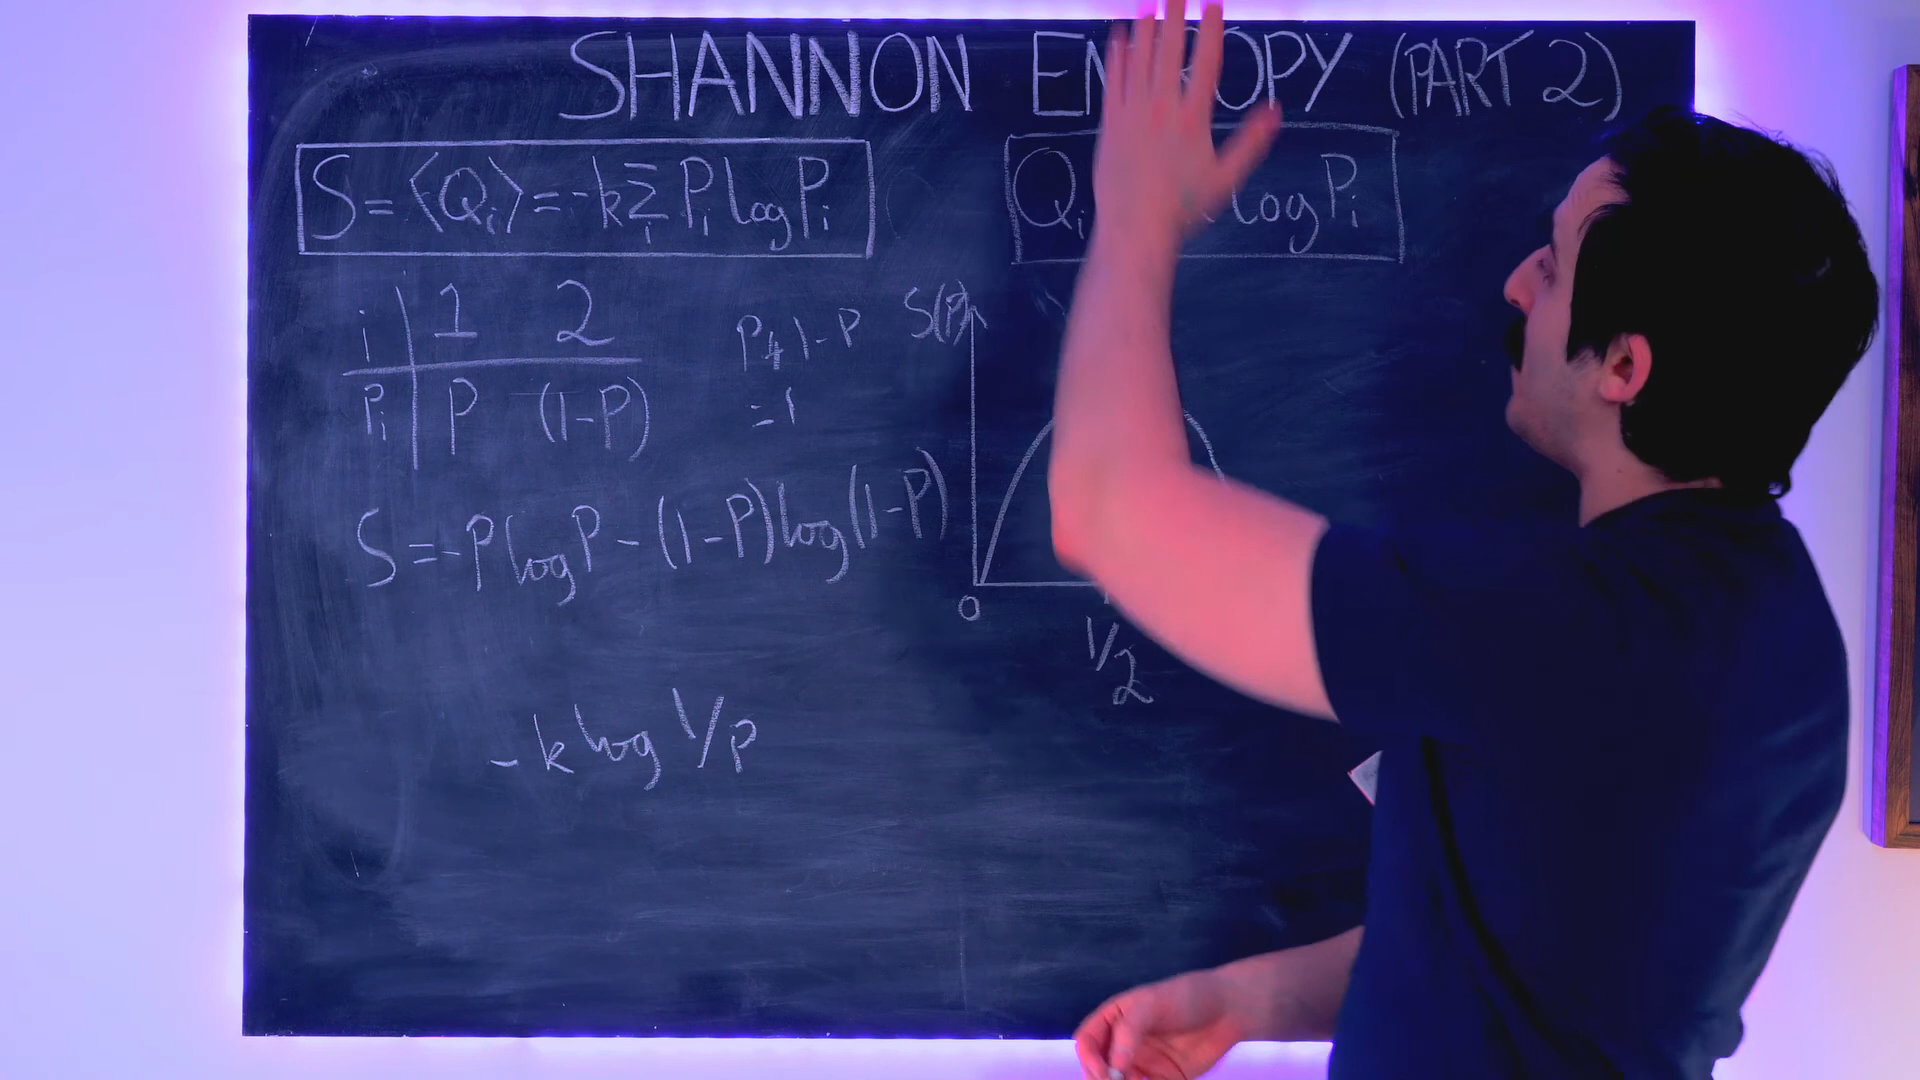 SHANNON EN OPY (PART 2)
S = ⟨Qᵢ⟩ = -k Σᵢ Pᵢ log Pᵢ
Qᵢ log Pᵢ
i 1 2
Pᵢ P (1-P)
P + 1-P
= 1
S(P)
S = -P log P - (1-P) log (1-P)
0
1/2
- k log 1/P